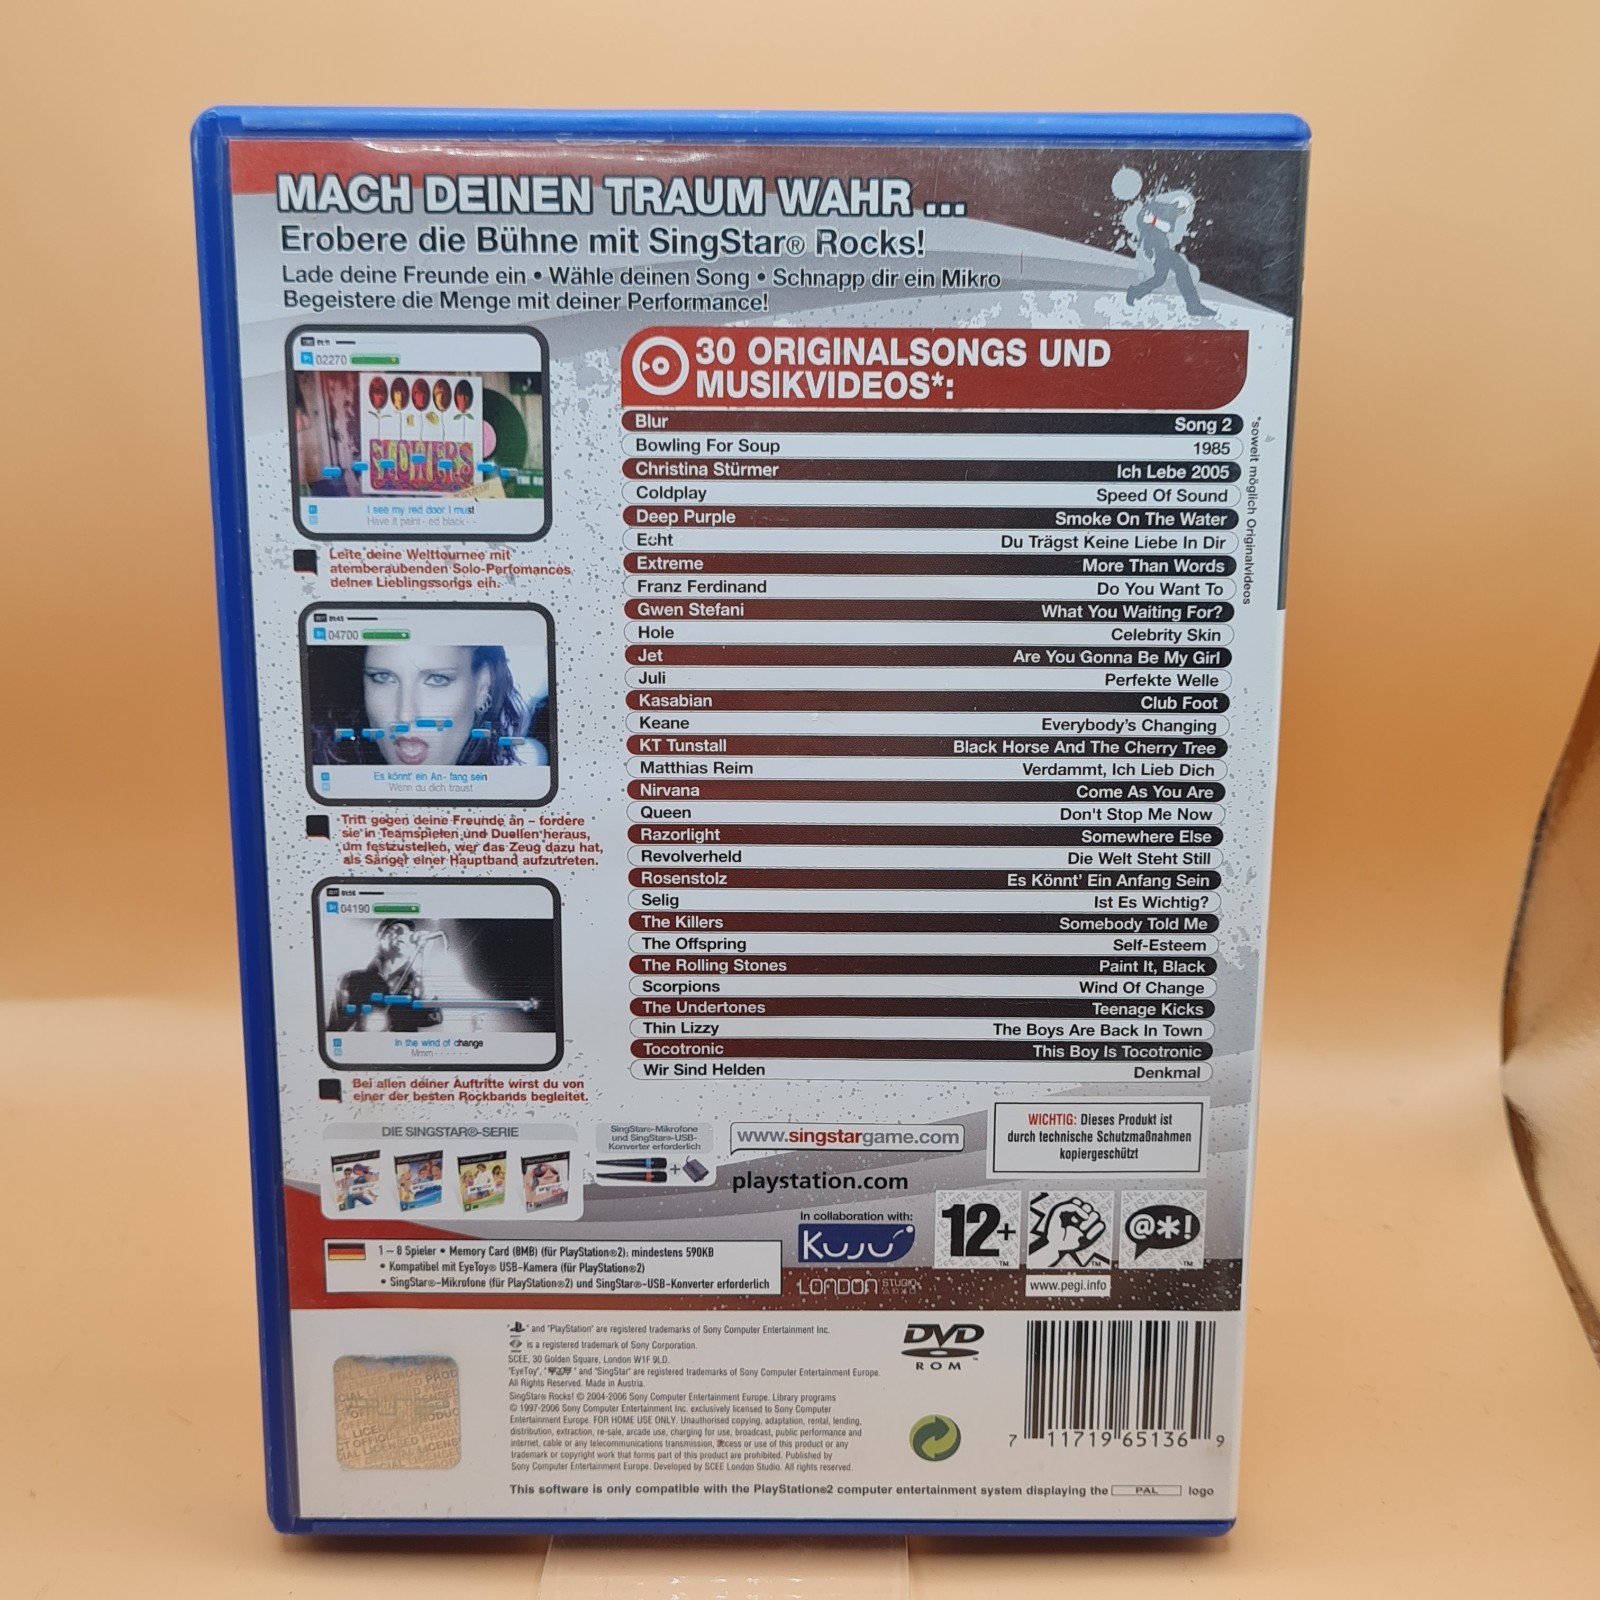 MACH DEINEN TRAUM WAHR ...
Erobere die Bühne mit SingStar® Rocks!
Lade deine Freunde ein • Wähle deinen Song • Schnapp dir ein Mikro
Begeistere die Menge mit deiner Performance!
02270
FLOWERS
I see my red door I must
Have it paint - ed black - -
Leite deine Welttournee mit
atemberaubenden Solo-Perfomances
deiner Lieblingssongs ein.
04700
Es könnt' ein An- fang sein
Wenn du dich traust
Tritt gegen deine Freunde an – fordere
sie in Teamspielen und Duellen heraus,
um festzustellen, wer das Zeug dazu hat,
als Sänger einer Hauptband aufzutreten.
04190
In the wind of change
Mmm - - - - - -
Bei allen deiner Auftritte wirst du von
einer der besten Rockbands begleitet.
30 ORIGINALSONGS UND
MUSIKVIDEOS*:
Blur Song 2
Bowling For Soup 1985
Christina Stürmer Ich Lebe 2005
Coldplay Speed Of Sound
Deep Purple Smoke On The Water
Echt Du Trägst Keine Liebe In Dir
Extreme More Than Words
Franz Ferdinand Do You Want To
Gwen Stefani What You Waiting For?
Hole Celebrity Skin
Jet Are You Gonna Be My Girl
Juli Perfekte Welle
Kasabian Club Foot
Keane Everybody's Changing
KT Tunstall Black Horse And The Cherry Tree
Matthias Reim Verdammt, Ich Lieb Dich
Nirvana Come As You Are
Queen Don't Stop Me Now
Razorlight Somewhere Else
Revolverheld Die Welt Steht Still
Rosenstolz Es Könnt' Ein Anfang Sein
Selig Ist Es Wichtig?
The Killers Somebody Told Me
The Offspring Self-Esteem
The Rolling Stones Paint It, Black
Scorpions Wind Of Change
The Undertones Teenage Kicks
Thin Lizzy The Boys Are Back In Town
Tocotronic This Boy Is Tocotronic
Wir Sind Helden Denkmal
*soweit möglich Originalvideos
DIE SINGSTAR®-SERIE
SingStar®-Mikrofone
und SingStar®-USB-
Konverter erforderlich
www.singstargame.com
playstation.com
WICHTIG: Dieses Produkt ist
durch technische Schutzmaßnahmen
kopiergeschützt
In collaboration with:
Kuju
LONDON STUDIO
12+
@*!
www.pegi.info
1 – 8 Spieler • Memory Card (8MB) (für PlayStation®2): mindestens 590KB
• Kompatibel mit EyeToy® USB-Kamera (für PlayStation®2)
• SingStar®-Mikrofone (für PlayStation®2) und SingStar®-USB-Konverter erforderlich
" " and "PlayStation" are registered trademarks of Sony Computer Entertainment Inc.
is a registered trademark of Sony Corporation.
SCEE, 30 Golden Square, London W1F 9LD.
"EyeToy", " " and "SingStar" are registered trademarks of Sony Computer Entertainment Europe.
All Rights Reserved. Made in Austria.
SingStar® Rocks! © 2004-2006 Sony Computer Entertainment Europe. Library programs
© 1997-2006 Sony Computer Entertainment Inc. exclusively licensed to Sony Computer
Entertainment Europe. FOR HOME USE ONLY. Unauthorised copying, adaptation, rental, lending,
distribution, extraction, re-sale, arcade use, charging for use, broadcast, public performance and
internet, cable or any telecommunications transmission, access or use of this product or any
trademark or copyright work that forms part of this product are prohibited. Published by
Sony Computer Entertainment Europe. Developed by SCEE London Studio. All rights reserved.
This software is only compatible with the PlayStation®2 computer entertainment system displaying the PAL logo
DVD
ROM
7 11719 65136 9